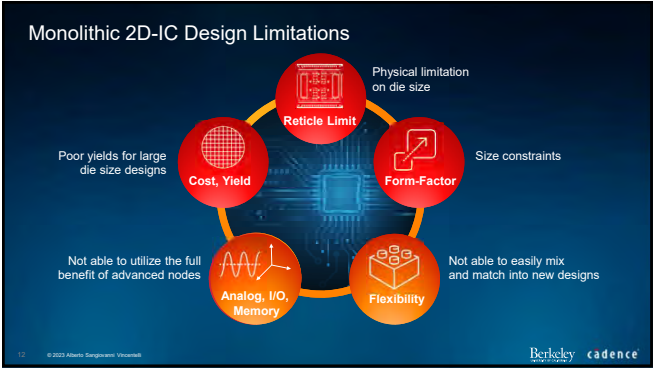 Monolithic 2D-IC Design Limitations
Physical limitation
on die size
Reticle Limit
Poor yields for large
die size designs
Cost, Yield
Form-Factor
Size constraints
Not able to utilize the full
benefit of advanced nodes
Analog, I/O,
Memory
Flexibility
Not able to easily mix
and match into new designs
12
© 2023 Alberto Sangiovanni Vincentelli
Berkeley
cādence